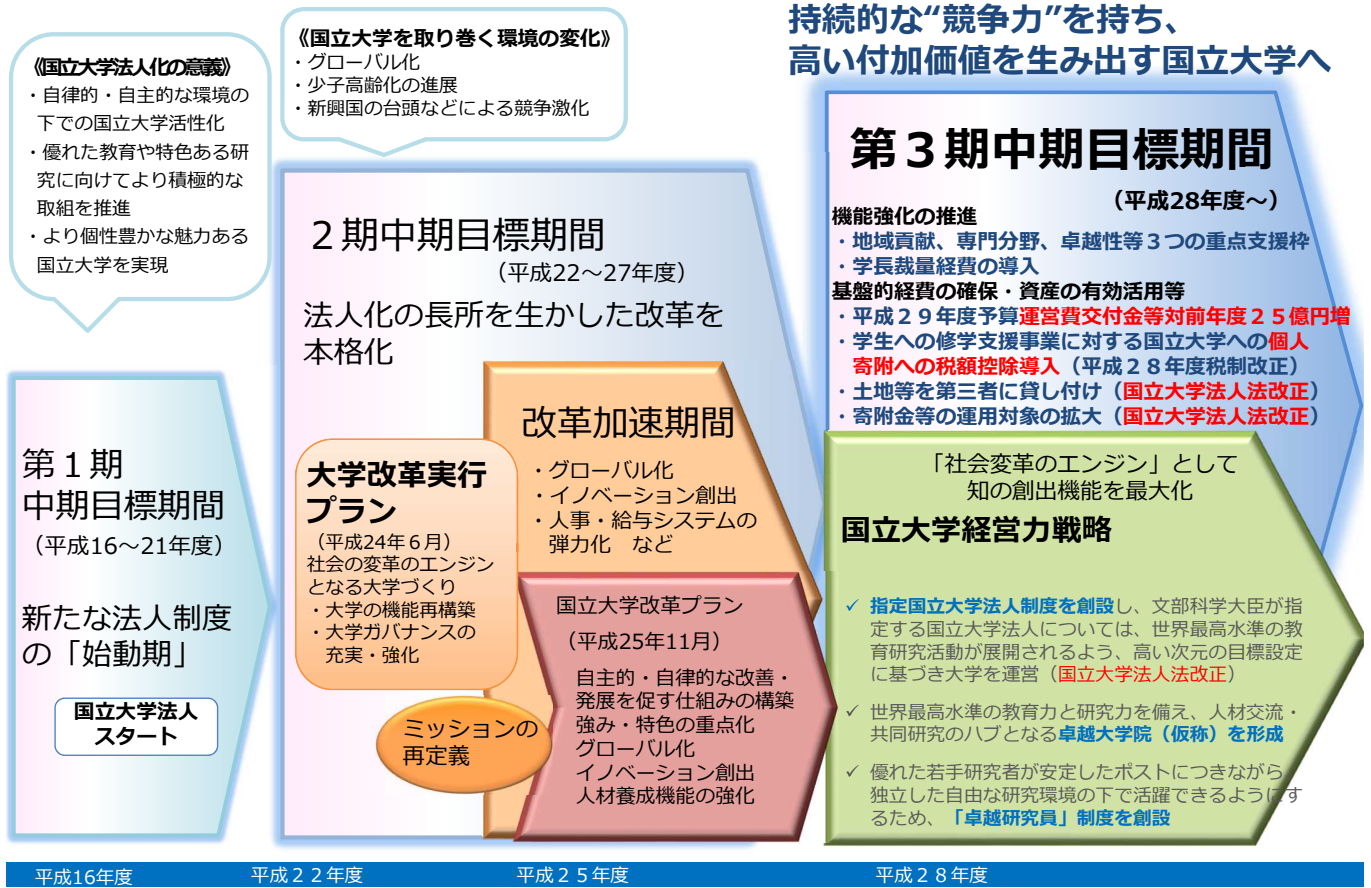 持続的な“競争力”を持ち、
高い付加価値を生み出す国立大学へ
《国立大学法人化の意義》
・自律的・自主的な環境の
下での国立大学活性化
・優れた教育や特色ある研
究に向けてより積極的な
取組を推進
・より個性豊かな魅力ある
国立大学を実現
《国立大学を取り巻く環境の変化》
・グローバル化
・少子高齢化の進展
・新興国の台頭などによる競争激化
第１期
中期目標期間
（平成16～21年度）
新たな法人制度
の「始動期」
国立大学法人
スタート
２期中期目標期間
（平成22～27年度）
法人化の長所を生かした改革を
本格化
大学改革実行
プラン
（平成24年６月）
社会の変革のエンジン
となる大学づくり
・大学の機能再構築
・大学ガバナンスの
充実・強化
改革加速期間
・グローバル化
・イノベーション創出
・人事・給与システムの
弾力化　など
ミッションの
再定義
国立大学改革プラン
（平成25年11月）
自主的・自律的な改善・
発展を促す仕組みの構築
強み・特色の重点化
グローバル化
イノベーション創出
人材養成機能の強化
第３期中期目標期間
（平成28年度～）
機能強化の推進
・地域貢献、専門分野、卓越性等３つの重点支援枠
・学長裁量経費の導入
基盤的経費の確保・資産の有効活用等
・平成２９年度予算運営費交付金等対前年度２５億円増
・学生への修学支援事業に対する国立大学への個人
寄附への税額控除導入（平成２８年度税制改正）
・土地等を第三者に貸し付け（国立大学法人法改正）
・寄附金等の運用対象の拡大（国立大学法人法改正）
「社会変革のエンジン」として
知の創出機能を最大化
国立大学経営力戦略
✓ 指定国立大学法人制度を創設し、文部科学大臣が指
定する国立大学法人については、世界最高水準の教
育研究活動が展開されるよう、高い次元の目標設定
に基づき大学を運営（国立大学法人法改正）
✓ 世界最高水準の教育力と研究力を備え、人材交流・
共同研究のハブとなる卓越大学院（仮称）を形成
✓ 優れた若手研究者が安定したポストにつきながら、
独立した自由な研究環境の下で活躍できるようにす
るため、「卓越研究員」制度を創設
平成16年度
平成２２年度
平成２５年度
平成２８年度